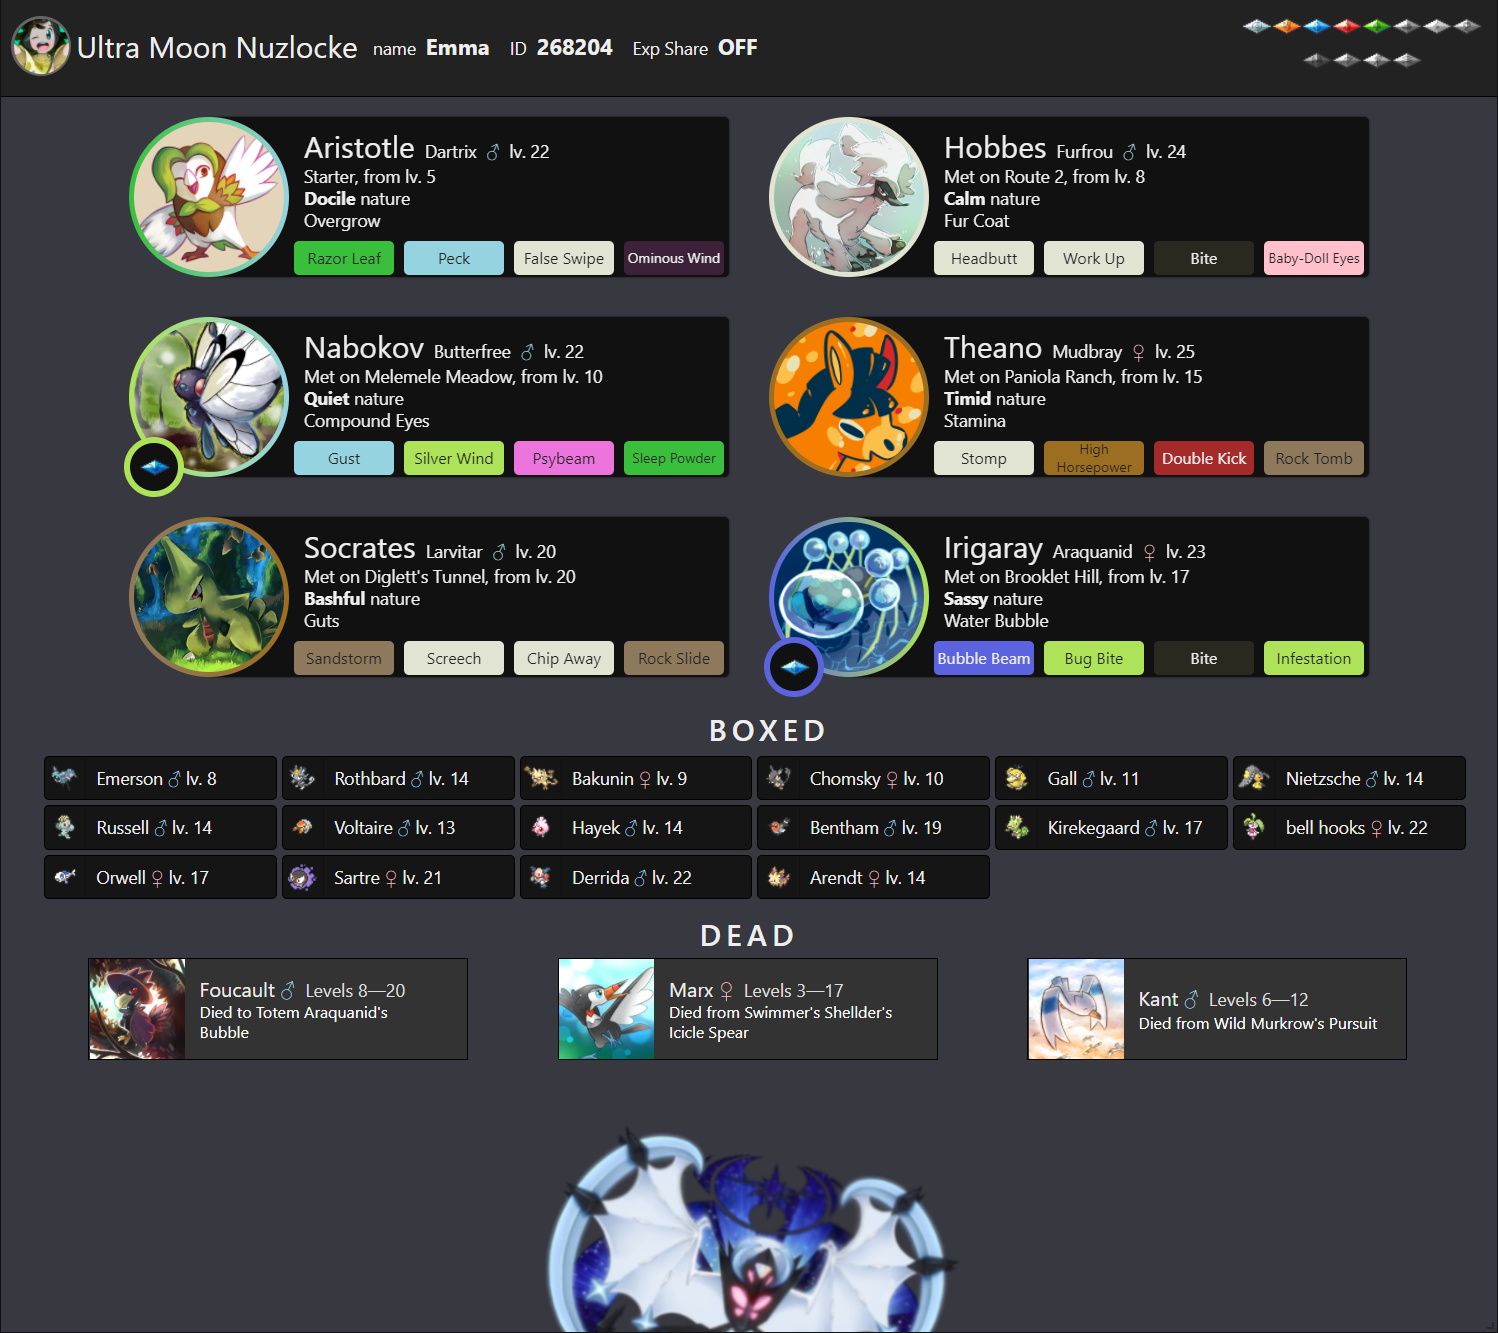 Ultra Moon Nuzlocke name Emma ID 268204 Exp Share OFF
Aristotle Dartrix ♂ lv. 22
Starter, from lv. 5
Docile nature
Overgrow
Razor Leaf Peck False Swipe Ominous Wind
Hobbes Furfrou ♂ lv. 24
Met on Route 2, from lv. 8
Calm nature
Fur Coat
Headbutt Work Up Bite Baby-Doll Eyes
Nabokov Butterfree ♂ lv. 22
Met on Melemele Meadow, from lv. 10
Quiet nature
Compound Eyes
Gust Silver Wind Psybeam Sleep Powder
Theano Mudbray ♀ lv. 25
Met on Paniola Ranch, from lv. 15
Timid nature
Stamina
Stomp High Horsepower Double Kick Rock Tomb
Socrates Larvitar ♂ lv. 20
Met on Diglett's Tunnel, from lv. 20
Bashful nature
Guts
Sandstorm Screech Chip Away Rock Slide
Irigaray Araquanid ♀ lv. 23
Met on Brooklet Hill, from lv. 17
Sassy nature
Water Bubble
Bubble Beam Bug Bite Bite Infestation
BOXED
Emerson ♂ lv. 8 Rothbard ♂ lv. 14 Bakunin ♀ lv. 9 Chomsky ♀ lv. 10 Gall ♂ lv. 11 Nietzsche ♂ lv. 14
Russell ♂ lv. 14 Voltaire ♂ lv. 13 Hayek ♂ lv. 14 Bentham ♂ lv. 19 Kirekegaard ♂ lv. 17 bell hooks ♀ lv. 22
Orwell ♀ lv. 17 Sartre ♀ lv. 21 Derrida ♂ lv. 22 Arendt ♀ lv. 14
DEAD
Foucault ♂ Levels 8—20
Died to Totem Araquanid's
Bubble
Marx ♀ Levels 3—17
Died from Swimmer's Shellder's
Icicle Spear
Kant ♂ Levels 6—12
Died from Wild Murkrow's Pursuit